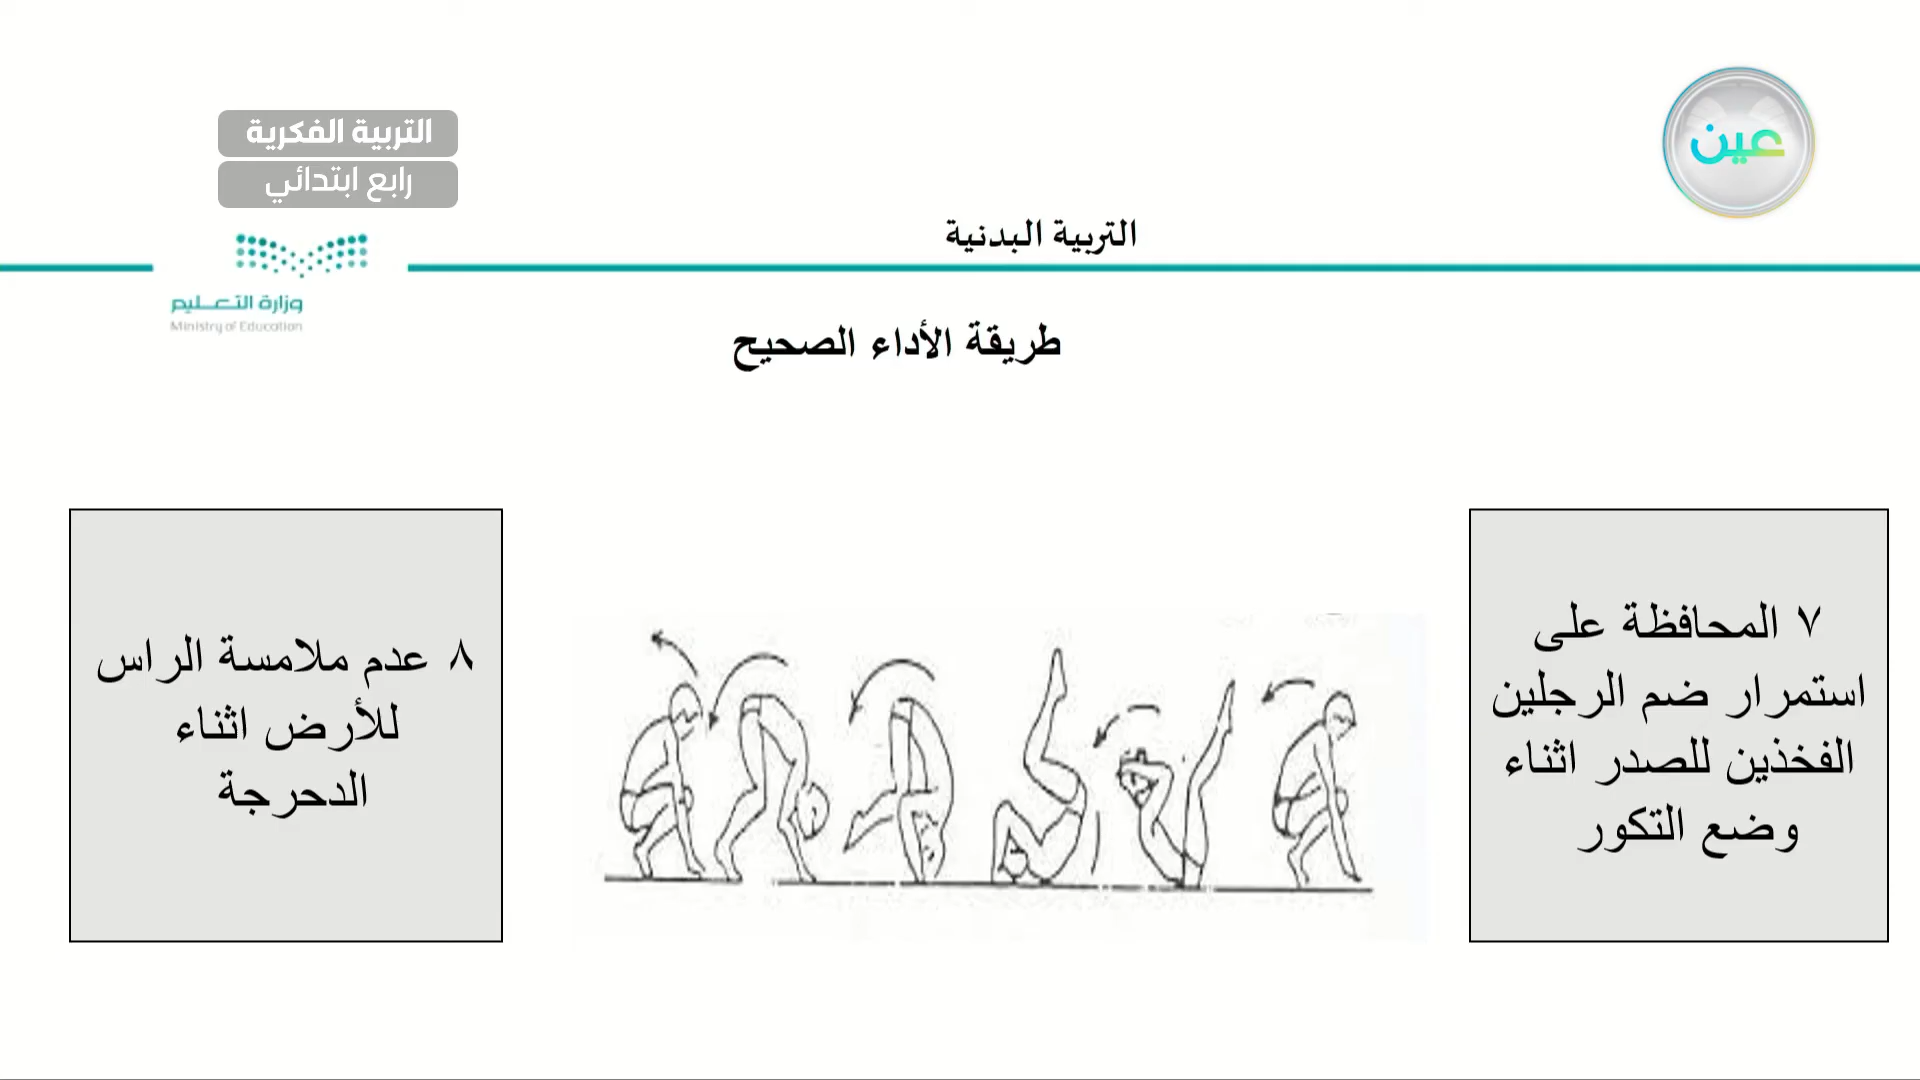 التربية الفكرية
رابع ابتدائي
عين
التربية البدنية
وزارة التعليم
Ministry of Education
طريقة الأداء الصحيح
٧ المحافظة على
استمرار ضم الرجلين
الفخذين للصدر اثناء
وضع التكور
٨ عدم ملامسة الراس
للأرض اثناء
الدحرجة